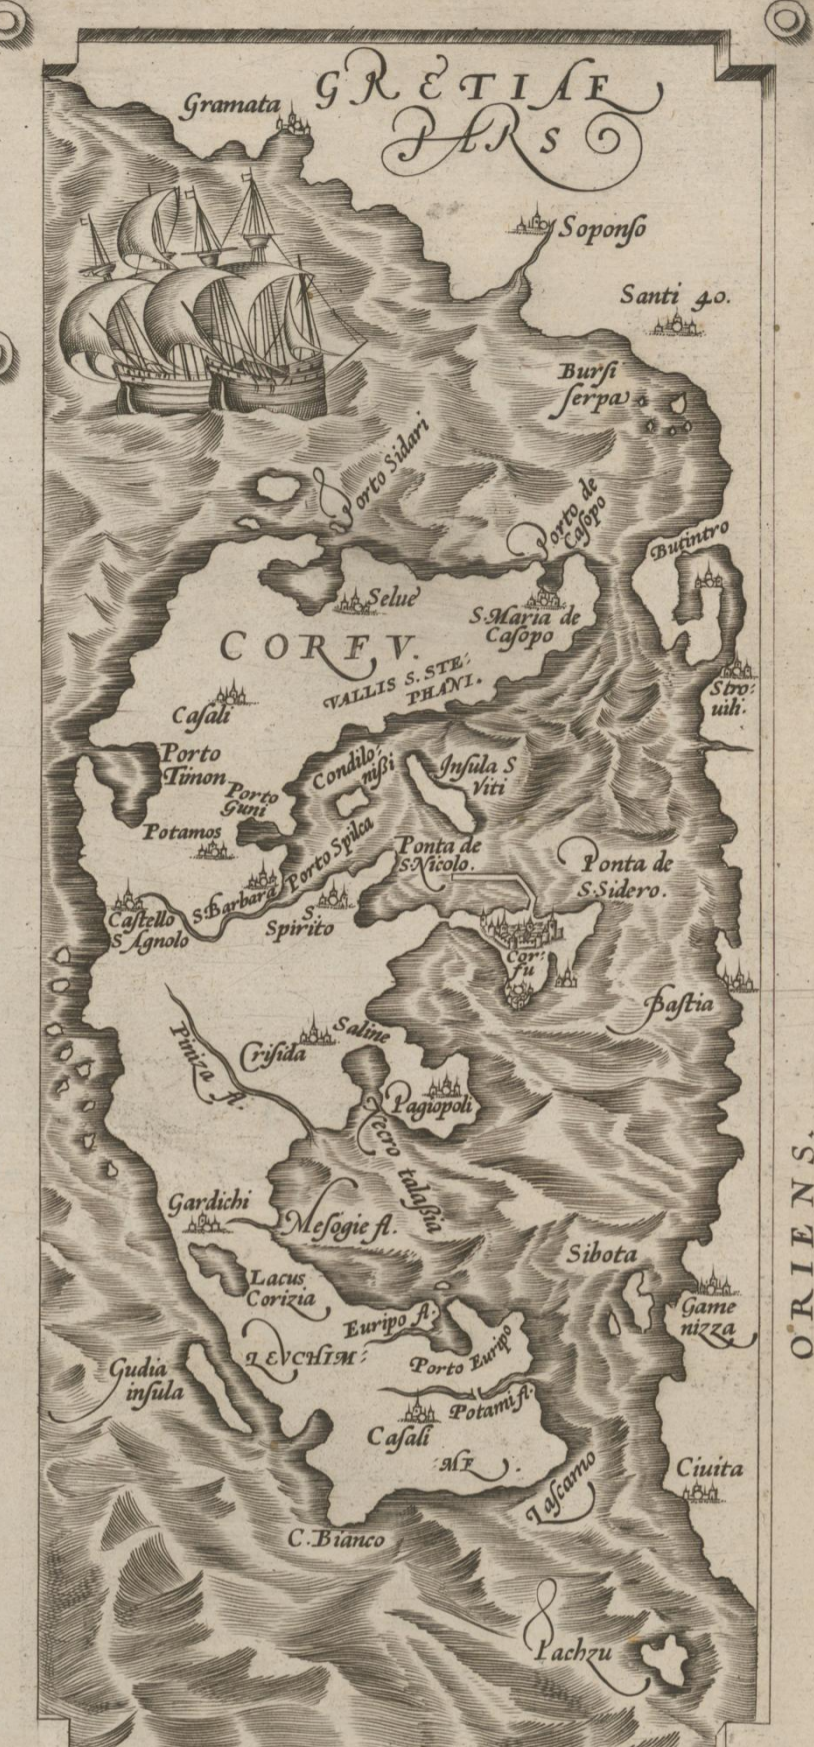 GRETIAE
PARS
Gramata
Soponso
Santi 40.
Bursi
serpa
Porto Sidari
Porto de
Casopo
Butintro
Selue
S. Maria de
Casopo
CORFV.
VALLIS S. STE:
PHANI.
Stro:
uili:
Casali
Porto
Timon
Condilo:
nißi
Insula S
Viti
Porto
Guni
Potamos
Porto Spilca
Ponta de
S. Nicolo.
Ponta de
S. Sidero.
Castello
S Agnolo
S. Barbara
S.
Spirito
Cor:
fu
Bastia
Piniza fl.
Crisida
Saline
Pagiopoli
Necro talaßia
ORIENS.
Gardichi
Mesogie fl.
Sibota
Lacus
Corizia
Game
nizza
Euripo fl.
LEVCHIM:
Porto Euripo
Gudia
insula
Potami fl.
Casali
ME.
Ciuita
Lascamo
C. Bianco
Pachzu